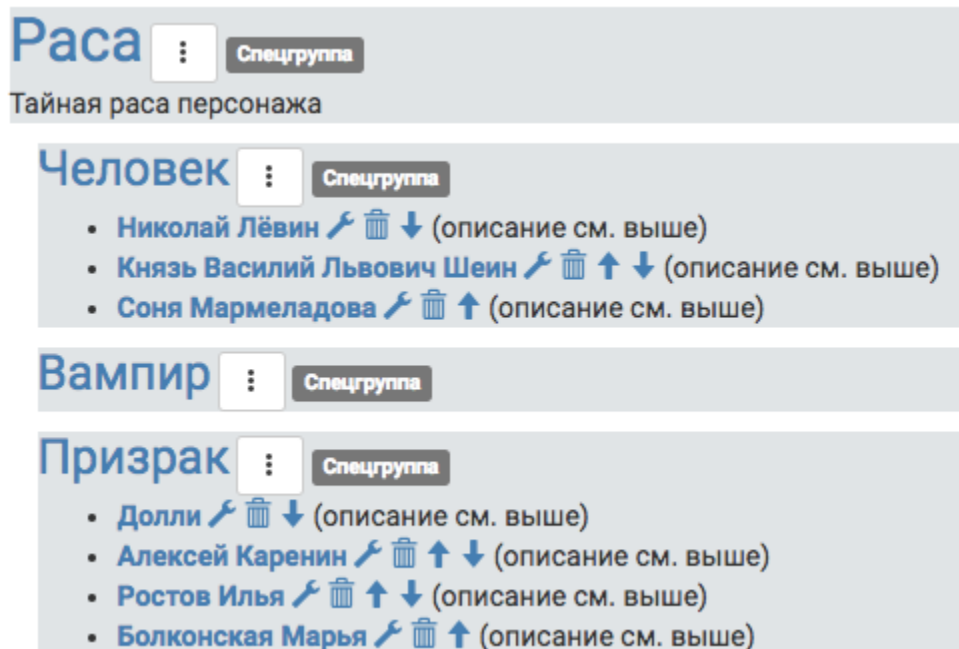 Раса Спецгруппа
Тайная раса персонажа
Человек Спецгруппа
Николай Лёвин (описание см. выше)
Князь Василий Львович Шеин (описание см. выше)
Соня Мармеладова (описание см. выше)
Вампир Спецгруппа
Призрак Спецгруппа
Долли (описание см. выше)
Алексей Каренин (описание см. выше)
Ростов Илья (описание см. выше)
Болконская Марья (описание см. выше)